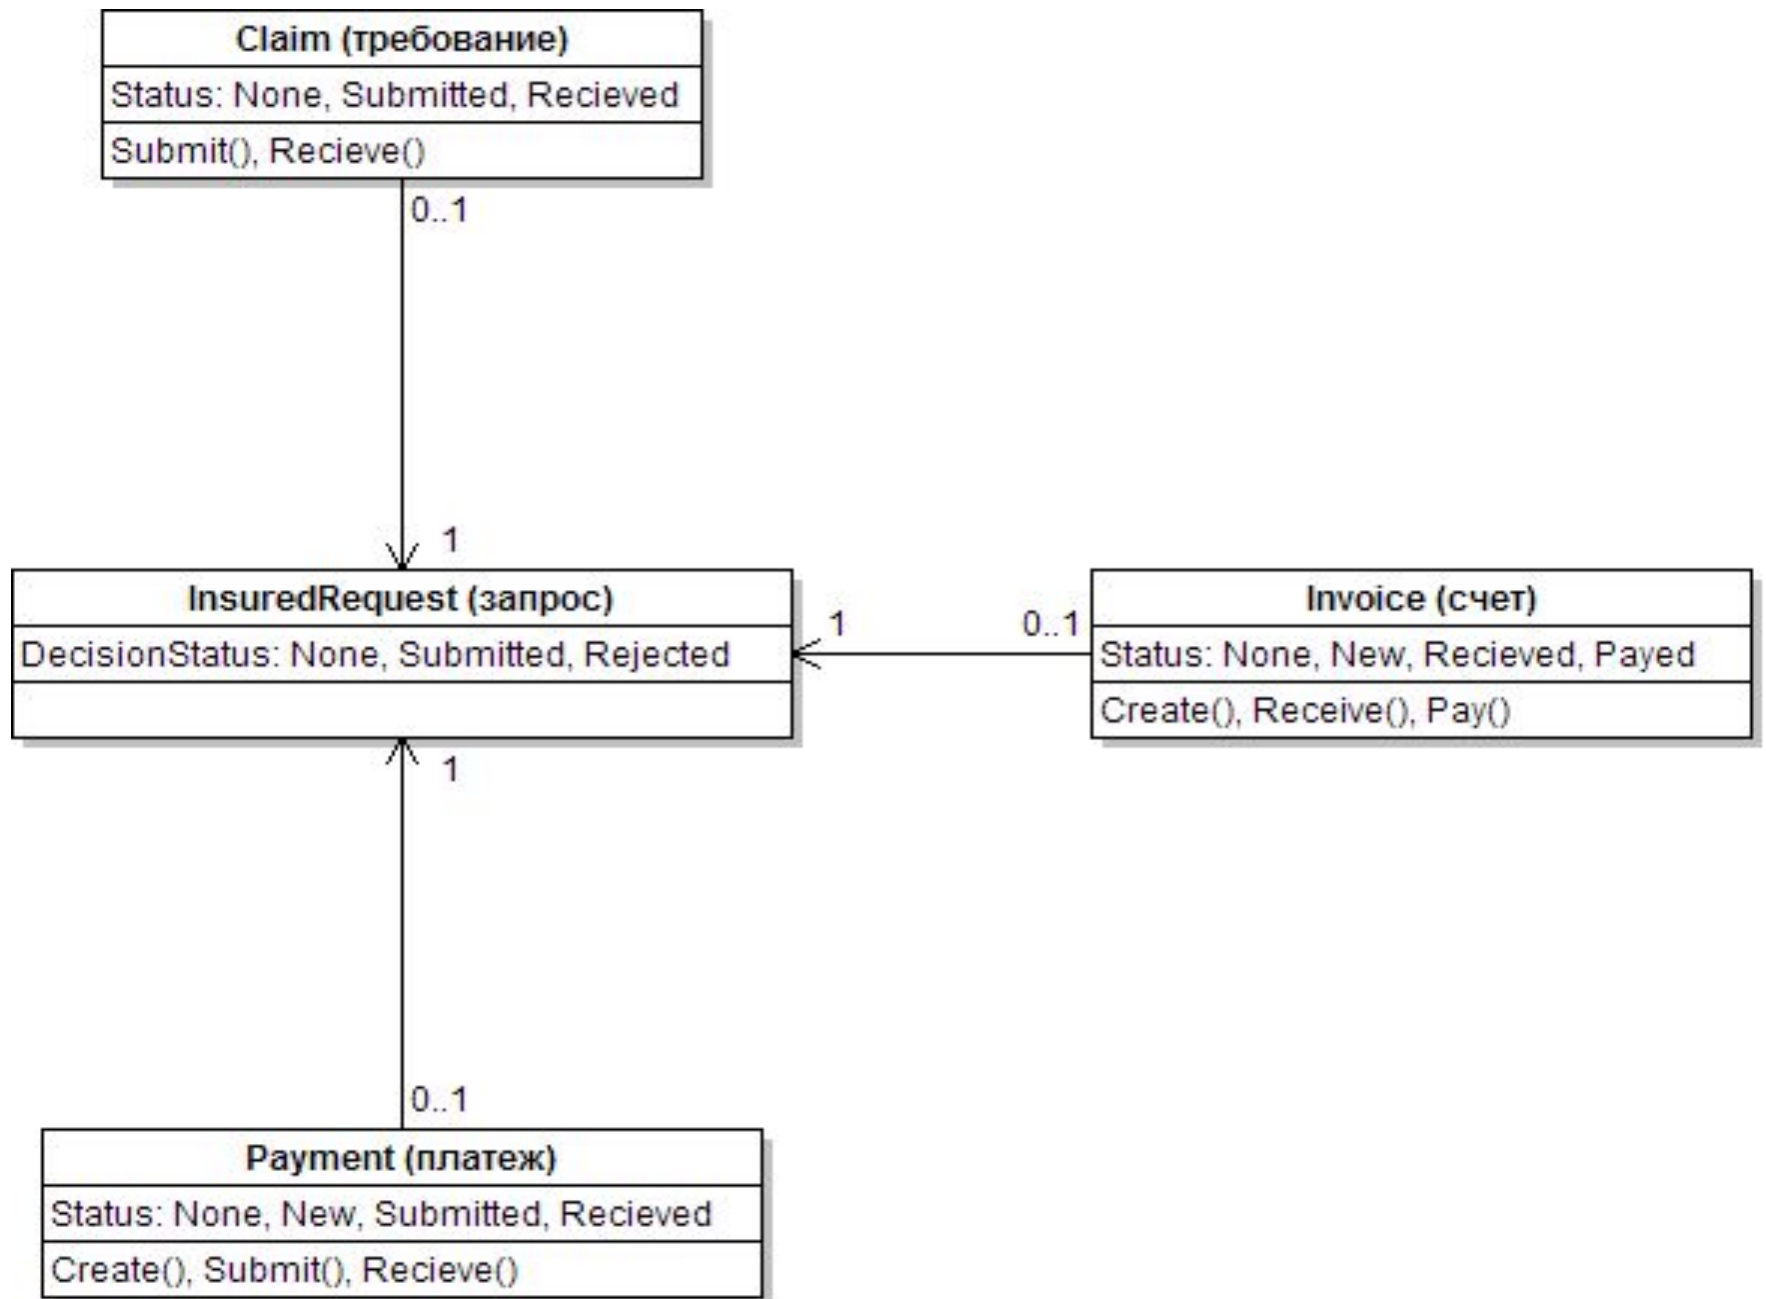 Claim (требование)
Status: None, Submitted, Recieved
Submit(), Recieve()
0..1
1
InsuredRequest (запрос)
DecisionStatus: None, Submitted, Rejected
1
0..1
Invoice (счет)
Status: None, New, Recieved, Payed
Create(), Receive(), Pay()
1
0..1
Payment (платеж)
Status: None, New, Submitted, Recieved
Create(), Submit(), Recieve()